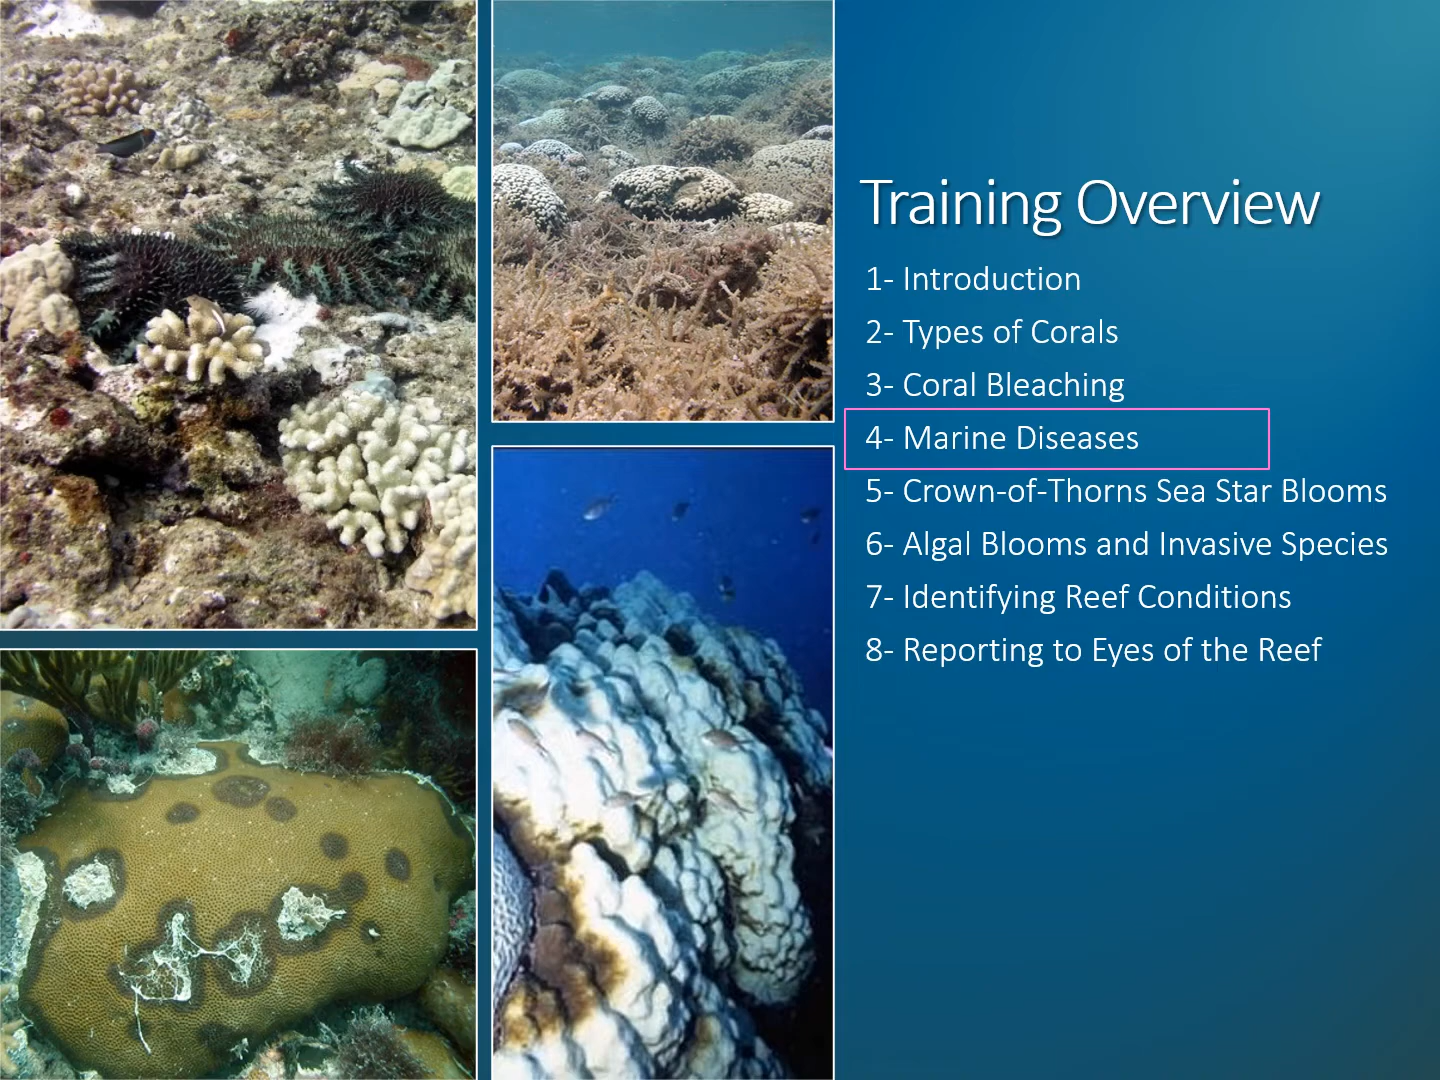 Training Overview
1- Introduction
2- Types of Corals
3- Coral Bleaching
4- Marine Diseases
5- Crown-of-Thorns Sea Star Blooms
6- Algal Blooms and Invasive Species
7- Identifying Reef Conditions
8- Reporting to Eyes of the Reef